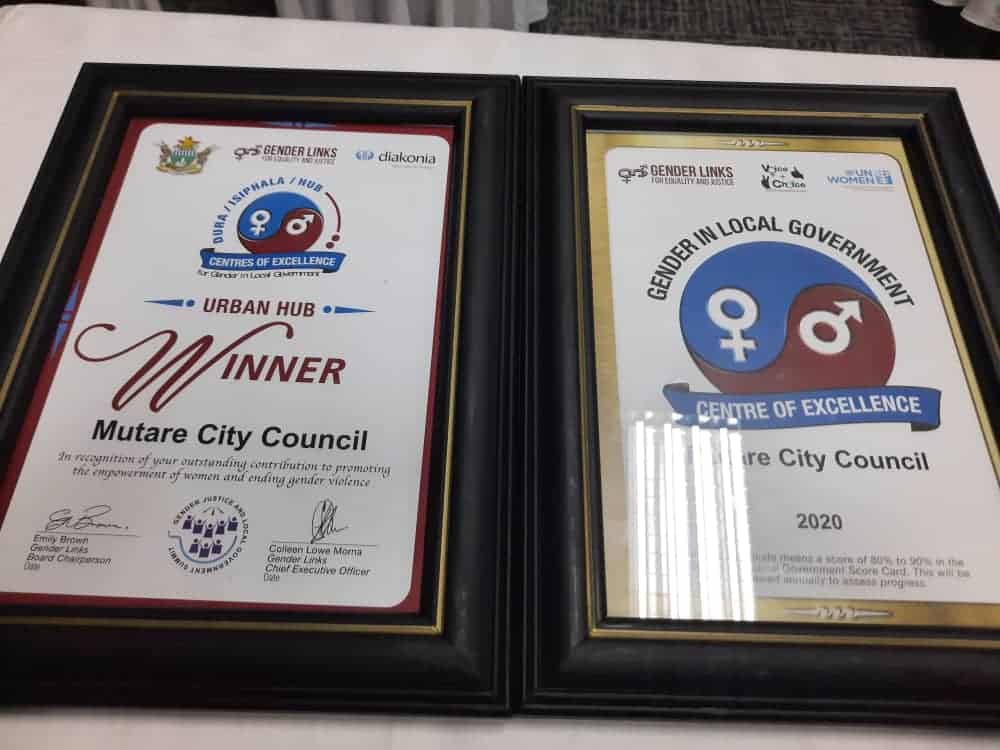 GENDER LINKS
FOR EQUALITY AND JUSTICE
diakonia
DURA / ISIPHALA / HUB
CENTRES OF EXCELLENCE
for Gender in Local Government
URBAN HUB
WINNER
Mutare City Council
In recognition of your outstanding contribution to promoting
the empowerment of women and ending gender violence
Emily Brown
Gender Links
Board Chairperson
Date
GENDER JUSTICE AND LOCAL
GOVERNMENT SUMMIT
Colleen Lowe Morna
Gender Links
Chief Executive Officer
Date
GENDER LINKS
FOR EQUALITY AND JUSTICE
Voice
+
Choice
UN
WOMEN
GENDER IN LOCAL GOVERNMENT
CENTRE OF EXCELLENCE
Mutare City Council
2020
means a score of 80% to 90% in the
Government Score Card. This will be
annually to assess progress.